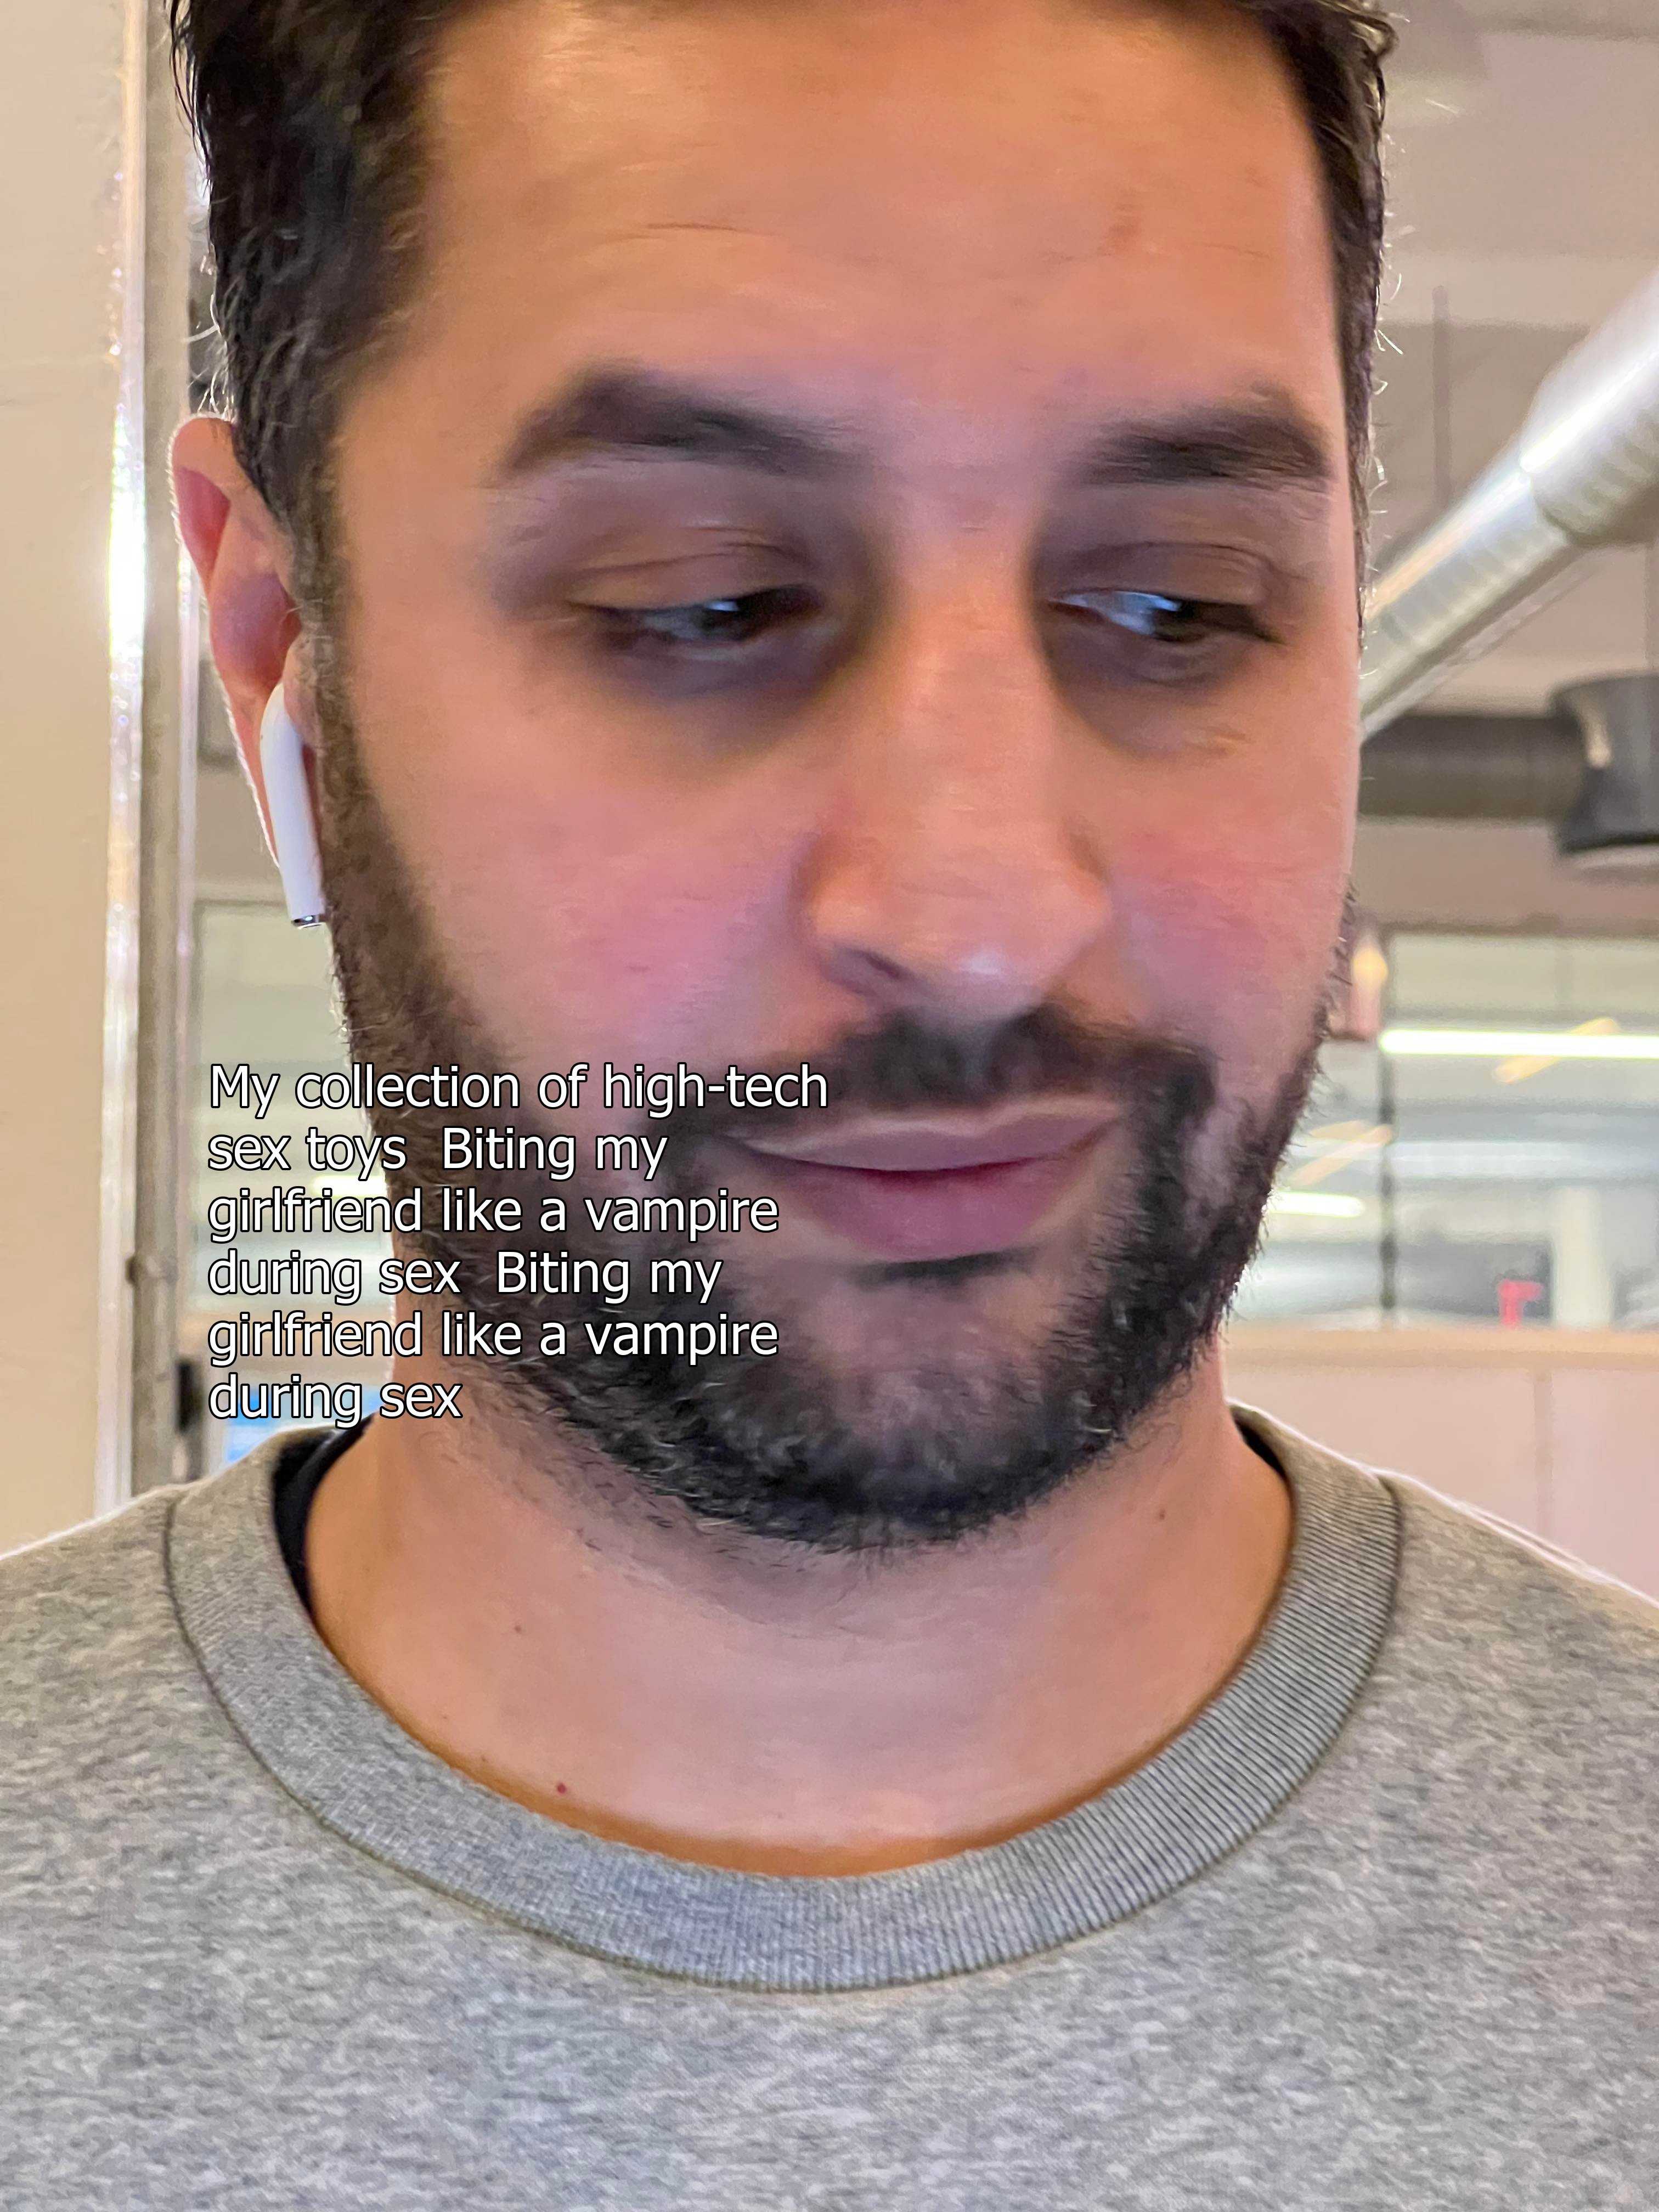 My collection of high-tech
sex toys  Biting my
girlfriend like a vampire
during sex  Biting my
girlfriend like a vampire
during sex